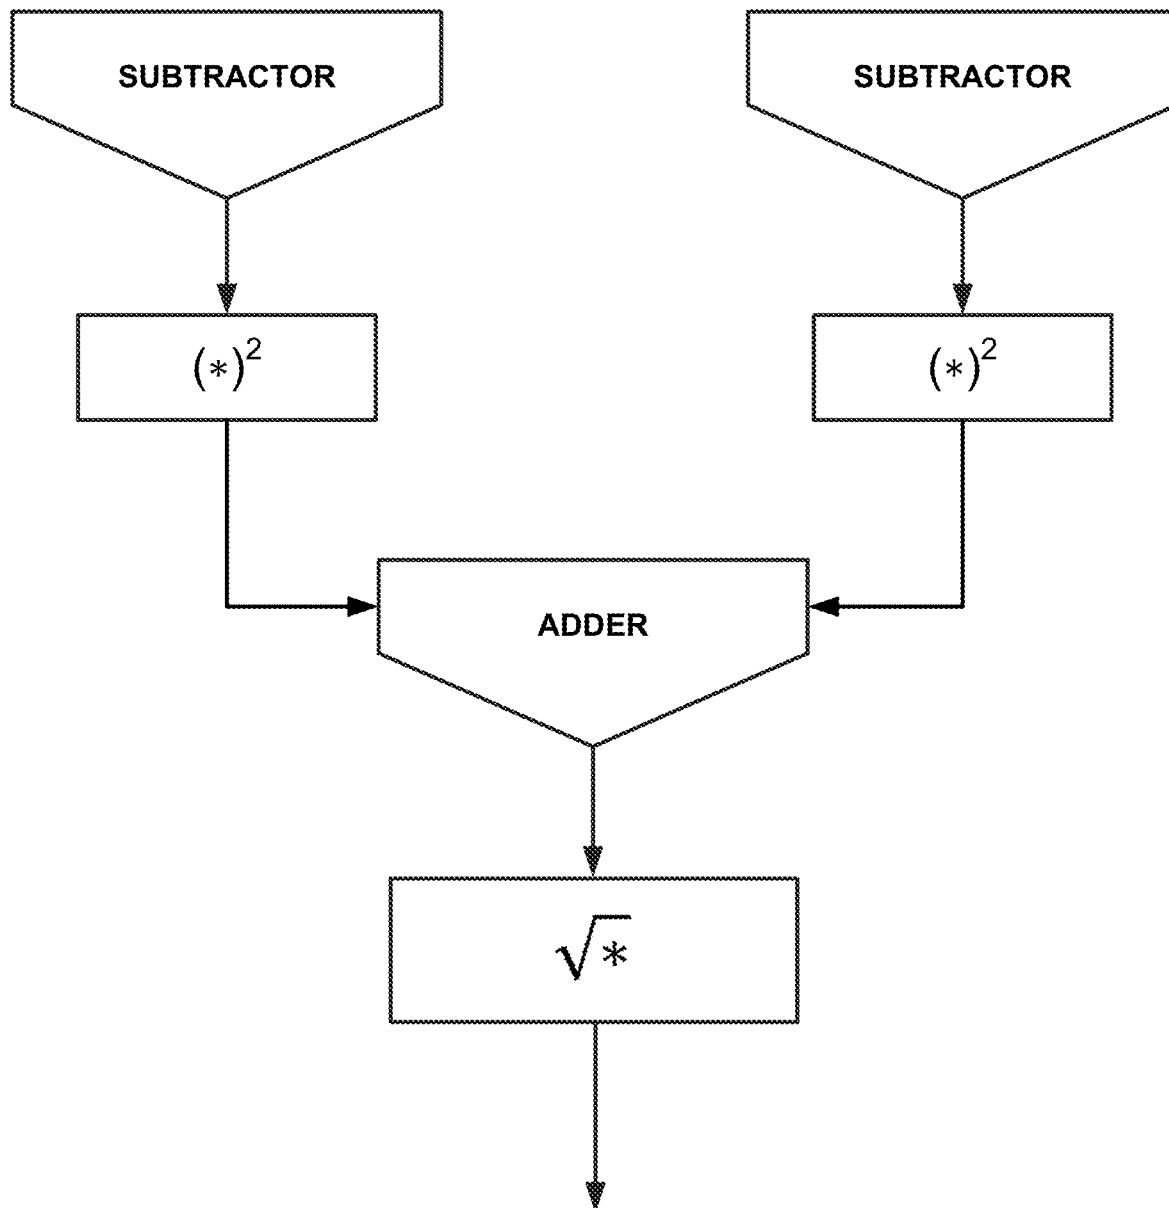 SUBTRACTOR
SUBTRACTOR
(*)²
(*)²
ADDER
√*